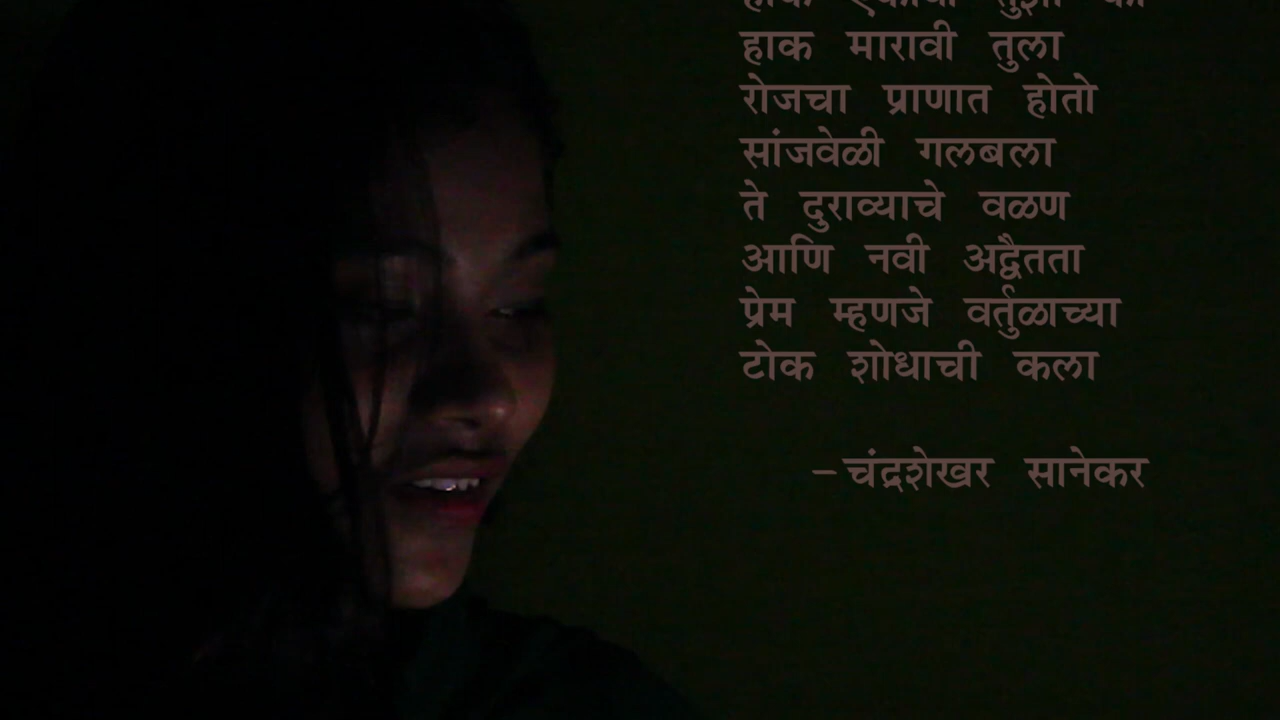 हाक मारावी तुला
रोजचा प्राणात होतो
सांजवेळी गलबला
ते दुराव्याचे वळण
आणि नवी अद्वैतता
प्रेम म्हणजे वर्तुळाच्या
टोक शोधाची कला
-चंद्रशेखर सानेकर